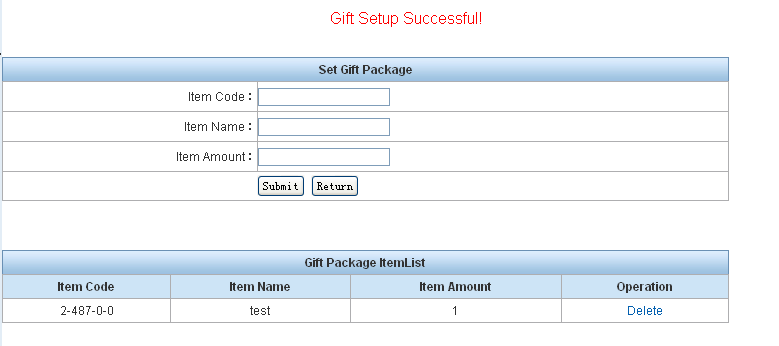 Gift Setup Successful!
Set Gift Package
Item Code：
Item Name：
Item Amount：
Submit Return
Gift Package ItemList
Item Code Item Name Item Amount Operation
2-487-0-0 test 1 Delete